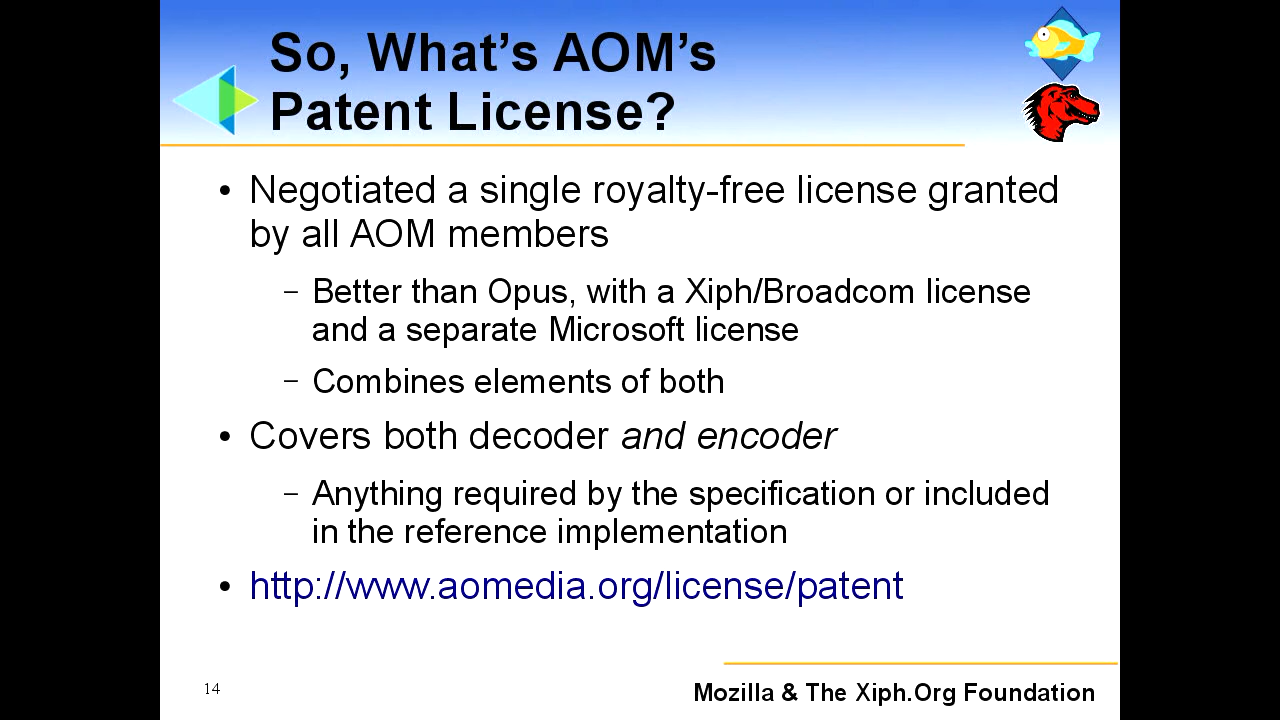 So, What's AOM's
Patent License?
• Negotiated a single royalty-free license granted
by all AOM members
– Better than Opus, with a Xiph/Broadcom license
and a separate Microsoft license
– Combines elements of both
• Covers both decoder and encoder
– Anything required by the specification or included
in the reference implementation
• http://www.aomedia.org/license/patent
14
Mozilla & The Xiph.Org Foundation